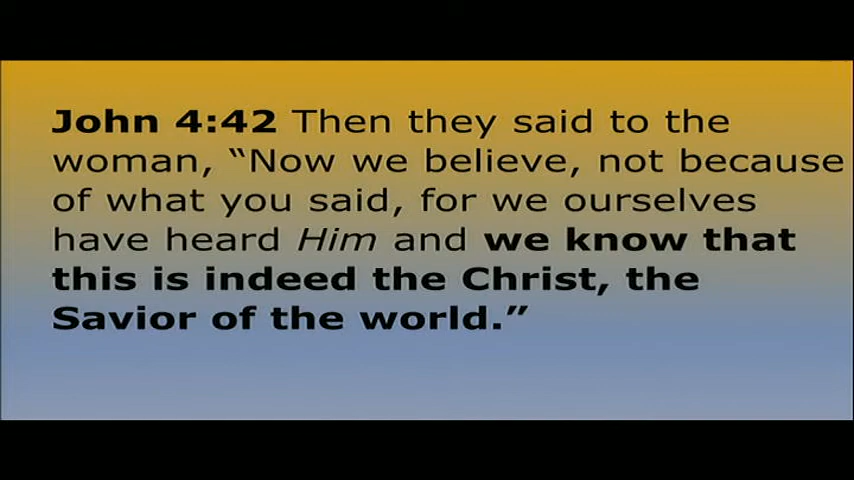 John 4:42 Then they said to the
woman, “Now we believe, not because
of what you said, for we ourselves
have heard Him and we know that
this is indeed the Christ, the
Savior of the world.”